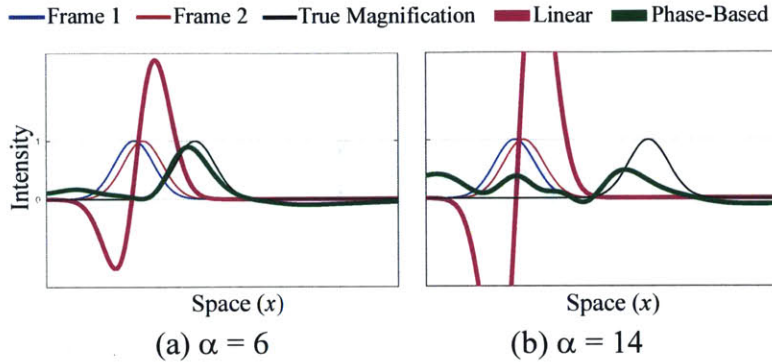 Frame 1 Frame 2 True Magnification Linear Phase-Based
Intensity
1
0
Space (x)
Space (x)
(a) α = 6
(b) α = 14